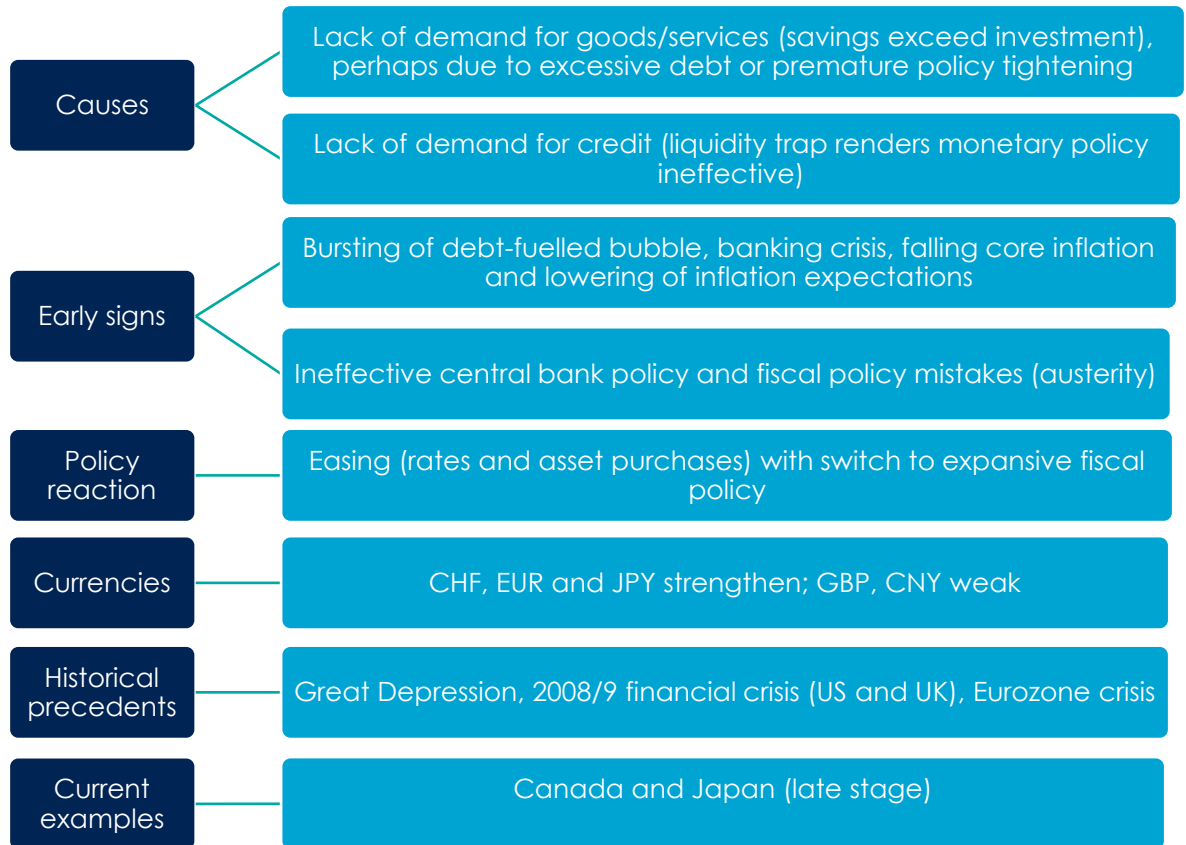 Causes
Lack of demand for goods/services (savings exceed investment),
perhaps due to excessive debt or premature policy tightening
Lack of demand for credit (liquidity trap renders monetary policy
ineffective)
Early signs
Bursting of debt-fuelled bubble, banking crisis, falling core inflation
and lowering of inflation expectations
Ineffective central bank policy and fiscal policy mistakes (austerity)
Policy
reaction
Easing (rates and asset purchases) with switch to expansive fiscal
policy
Currencies
CHF, EUR and JPY strengthen; GBP, CNY weak
Historical
precedents
Great Depression, 2008/9 financial crisis (US and UK), Eurozone crisis
Current
examples
Canada and Japan (late stage)